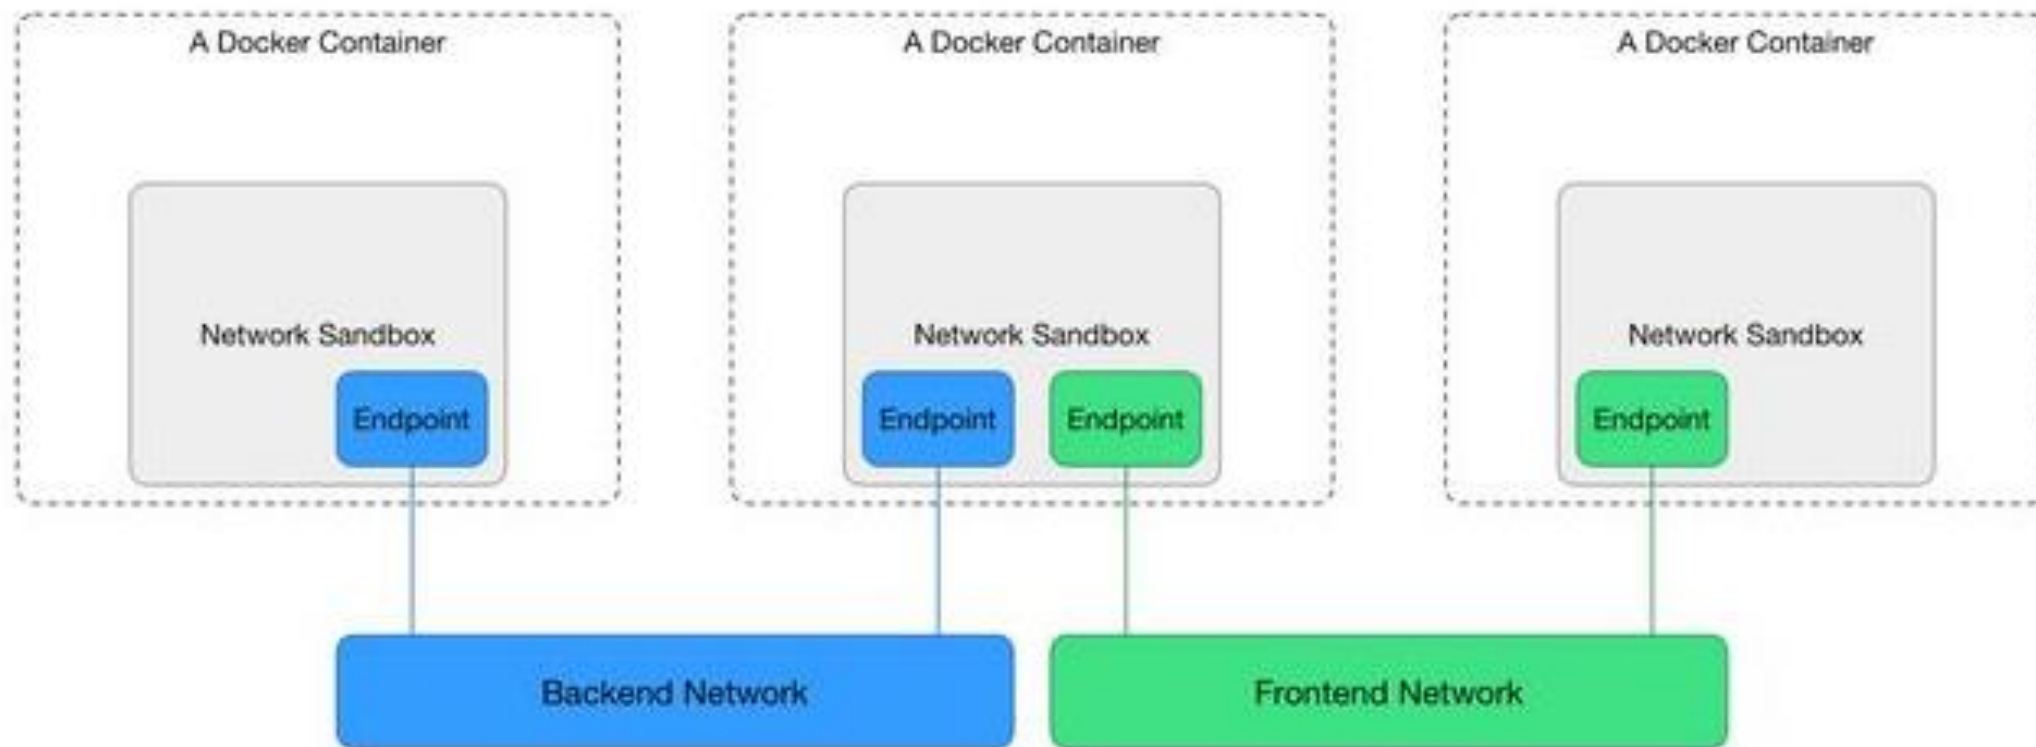 A Docker Container
A Docker Container
A Docker Container
Network Sandbox
Network Sandbox
Network Sandbox
Endpoint
Endpoint
Endpoint
Endpoint
Backend Network
Frontend Network